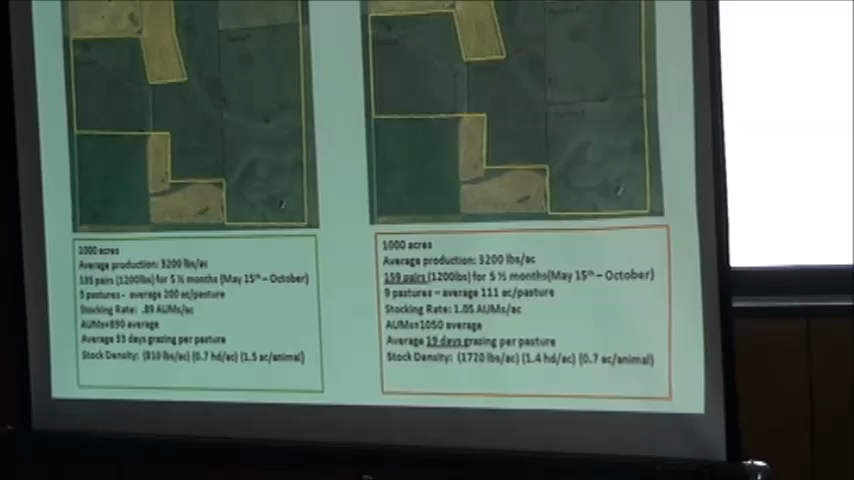 1000 acres
Average production: 3200 lbs/ac
135 pairs (1200lbs) for 5 ½ months (May 15th – October)
5 pastures - average 200 ac/pasture
Stocking Rate: .89 AUMs/ac
AUMs=890 average
Average 33 days grazing per pasture
Stock Density: (810 lbs/ac) (0.7 hd/ac) (1.5 ac/animal)
1000 acres
Average production: 3200 lbs/ac
159 pairs (1200lbs) for 5 ½ months(May 15th – October)
9 pastures – average 111 ac/pasture
Stocking Rate: 1.05 AUMs/ac
AUMs=1050 average
Average 19 days grazing per pasture
Stock Density: (1720 lbs/ac) (1.4 hd/ac) (0.7 ac/animal)